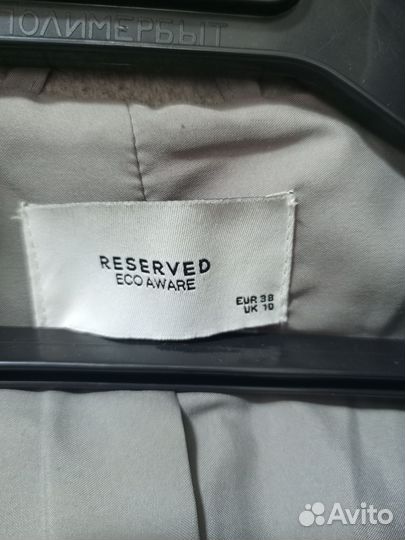 ПОЛИМЕРБЫТ
RESERVED
ECO AWARE
EUR 38
UK 10
Avito